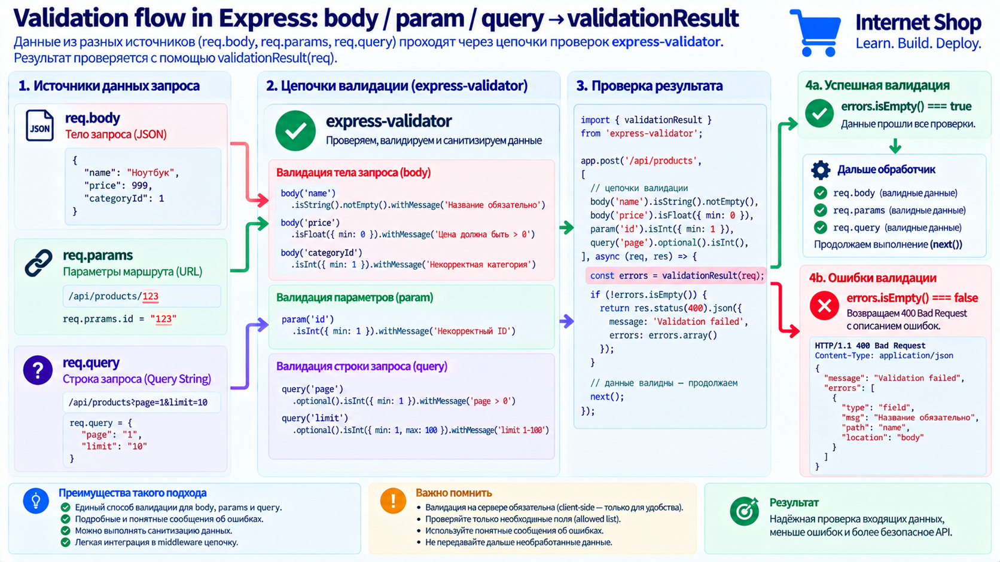 Validation flow in Express: body / param / query → validationResult
Данные из разных источников (req.body, req.params, req.query) проходят через цепочки проверок express-validator.
Результат проверяется с помощью validationResult(req).
Internet Shop
Learn. Build. Deploy.
1. Источники данных запроса
JSON
req.body
Тело запроса (JSON)
{
"name": "Ноутбук",
"price": 999,
"categoryId": 1
}
req.params
Параметры маршрута (URL)
/api/products/123
req.prrams.id = "123"
?
req.query
Строка запроса (Query String)
/api/products?page=1&limit=10
req.query = {
"page": "1",
"limit": "10"
}
2. Цепочки валидации (express-validator)
express-validator
Проверяем, валидируем и санитизируем данные
Валидация тела запроса (body)
body('name')
.isString().notEmpty().withMessage('Название обязательно')
body('price')
.isFloat({ min: 0 }).withMessage('Цена должна быть > 0')
body('categoryId')
.isInt({ min: 1 }).withMessage('Некорректная категория')
Валидация параметров (param)
param('id')
.isInt({ min: 1 }).withMessage('Некорректный ID')
Валидация строки запроса (query)
query('page')
.optional().isInt({ min: 1 }).withMessage('page > 0')
query('limit')
.optional().isInt({ min: 1, max: 100 }).withMessage('limit 1-100')
3. Проверка результата
import { validationResult }
from 'express-validator';
app.post('/api/products',
[
// цепочки валидации
body('name').isString().notEmpty(),
body('price').isFloat({ min: 0 }),
param('id').isInt({ min: 1 }),
query('page').optional().isInt(),
], async (req, res) => {
const errors = validationResult(req);
if (!errors.isEmpty()) {
return res.status(400).json({
message: 'Validation failed',
errors: errors.array()
});
}
// данные валидны — продолжаем
next();
});
4a. Успешная валидация
errors.isEmpty() === true
Данные прошли все проверки.
Дальше обработчик
req.body (валидные данные)
req.params (валидные данные)
req.query (валидные данные)
Продолжаем выполнение (next())
4b. Ошибки валидации
errors.isEmpty() === false
Возвращаем 400 Bad Request
с описанием ошибок.
HTTP/1.1 400 Bad Request
Content-Type: application/json
{
"message": "Validation failed",
"errors": [
{
"type": "field",
"msg": "Название обязательно",
"path": "name",
"location": "body"
}
]
}
Преимущества такого подхода
Единый способ валидации для body, params и query.
Подробные и понятные сообщения об ошибках.
Можно выполнять санитизацию данных.
Легкая интеграция в middleware цепочку.
!
Важно помнить
• Валидация на сервере обязательна (client-side — только для удобства).
• Проверяйте только необходимые поля (allowed list).
• Используйте понятные сообщения об ошибках.
• Не передавайте дальше необработанные данные.
Результат
Надёжная проверка входящих данных,
меньше ошибок и более безопасное API.